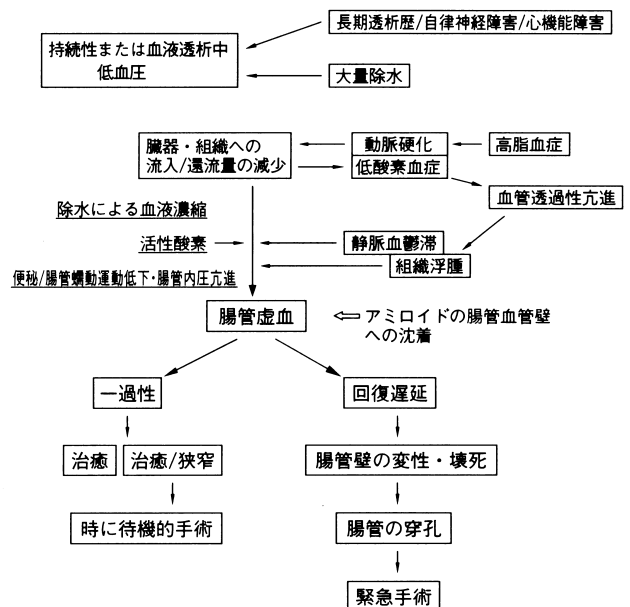 長期透析歴/自律神経障害/心機能障害
持続性または血液透析中
低血圧
大量除水
臓器・組織への
流入/還流量の減少
動脈硬化
高脂血症
低酸素血症
血管透過性亢進
除水による血液濃縮
活性酸素
静脈血鬱滞
組織浮腫
便秘/腸管蠕動運動低下・腸管内圧亢進
腸管虚血
アミロイドの腸管血管壁
への沈着
一過性
回復遅延
治癒
治癒/狭窄
腸管壁の変性・壊死
時に待機的手術
腸管の穿孔
緊急手術